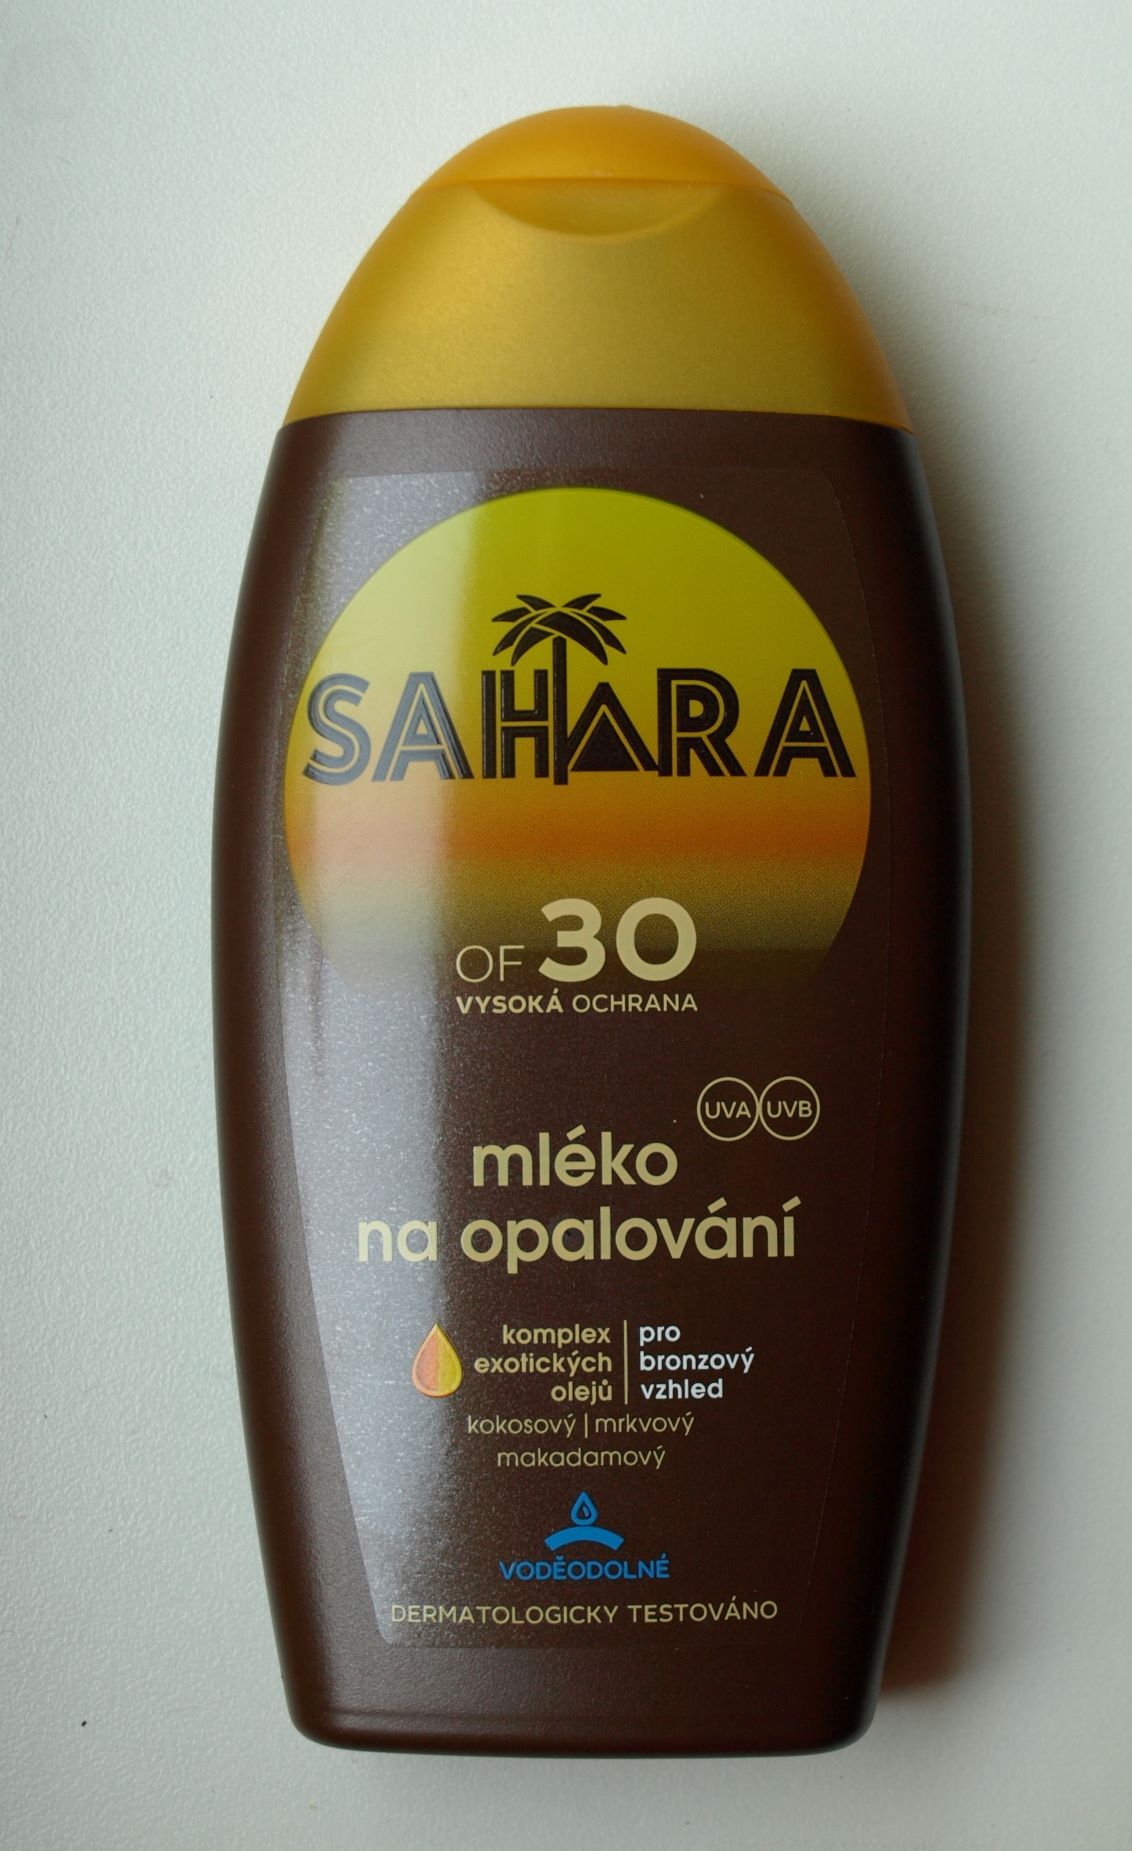 SAHARA
OF 30
VYSOKÁ OCHRANA
UVA UVB
mléko
na opalování
komplex
exotických
olejů
pro
bronzový
vzhled
kokosový | mrkvový
makadamový
VODĚODOLNÉ
DERMATOLOGICKY TESTOVÁNO